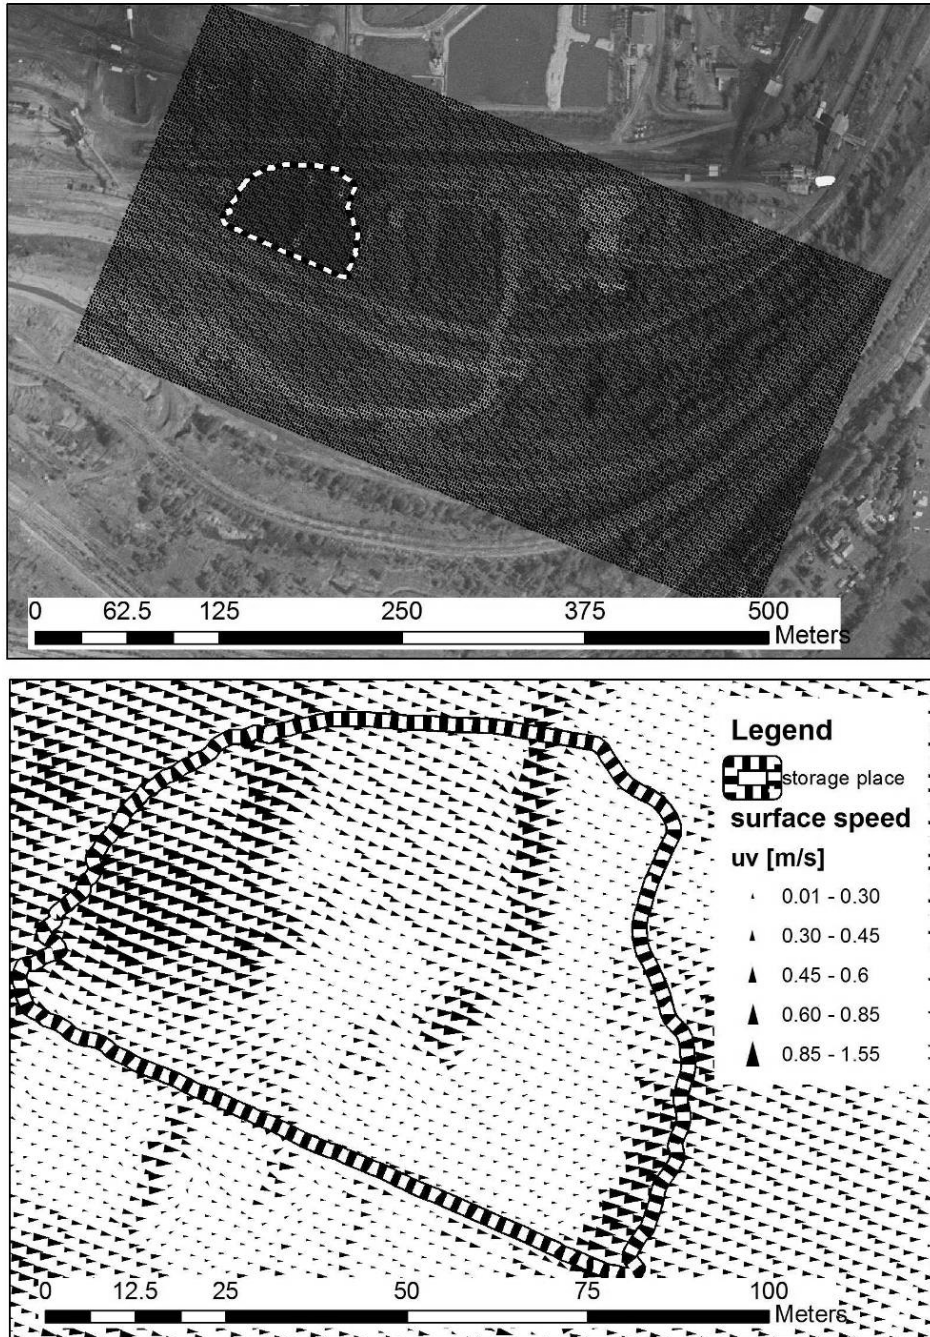 0 62.5 125 250 375 500
Meters
Legend
storage place
surface speed
uv [m/s]
0.01 - 0.30
0.30 - 0.45
0.45 - 0.6
0.60 - 0.85
0.85 - 1.55
0 12.5 25 50 75 100
Meters